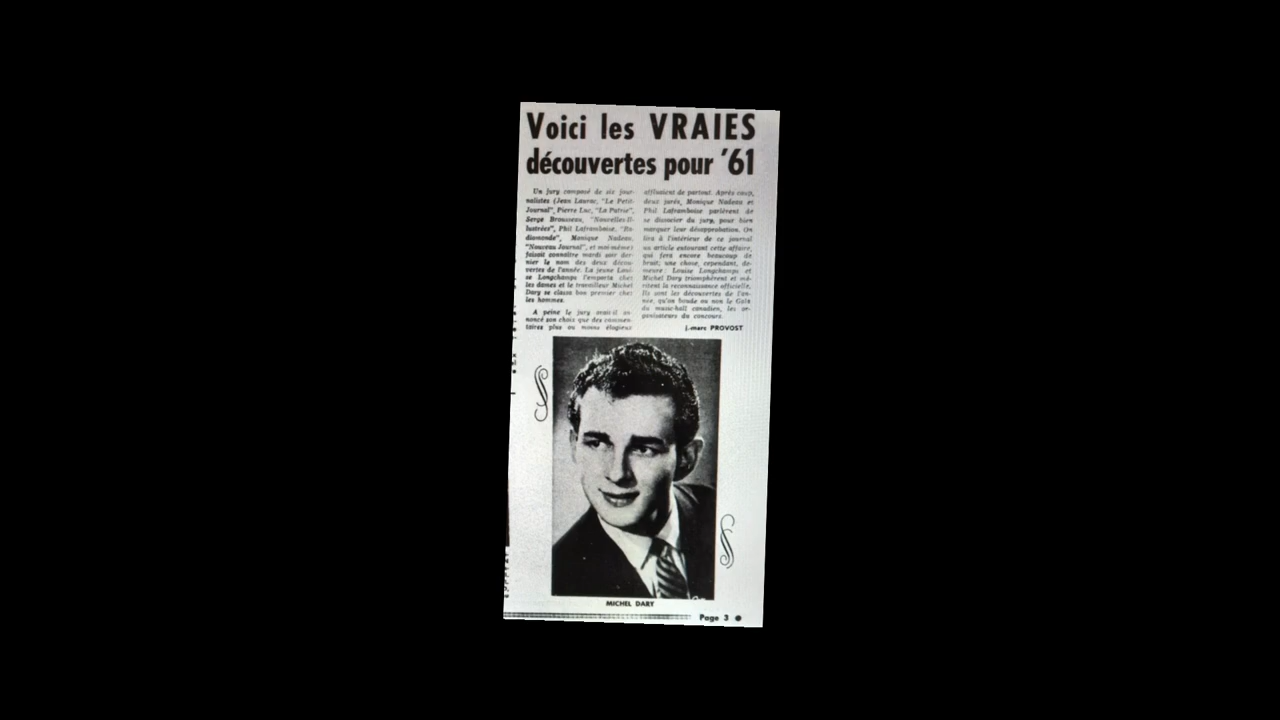 Voici les VRAIES
découvertes pour '61
Un jury composé de six jour-
nalistes (Jean Laurac, "Le Petit-
Journal", Pierre Luc, "La Patrie",
Serge Brousseau, "Nouvelles-Il-
lustrées", Phil Laframboise, "Ra-
diomonde", Monique Nadeau,
"Nouveau Journal", et moi-même)
faisait connaître mardi soir der-
nier le nom des deux décou-
vertes de l'année. La jeune Loui-
se Longchamps l'emporta chez
les dames et le travailleur Michel
Dary se classa bon premier chez
les hommes.
A peine le jury avait-il an-
noncé son choix que des commen-
taires plus ou moins élogieux
affluaient de partout. Après coup,
deux jurés, Monique Nadeau et
Phil Laframboise parlèrent de
se dissocier du jury, pour bien
marquer leur désapprobation. On
lira à l'intérieur de ce journal
un article entourant cette affaire,
qui fera encore beaucoup de
bruit; une chose, cependant, de-
meure: Louise Longchamps et
Michel Dary triomphèrent et mé-
ritent la reconnaissance officielle.
Ils sont les découvertes de l'an-
née, qu'on boude ou non le Gala
du music-hall canadien, les or-
ganisateurs du concours.
j.-marc PROVOST
MICHEL DARY
Page 3